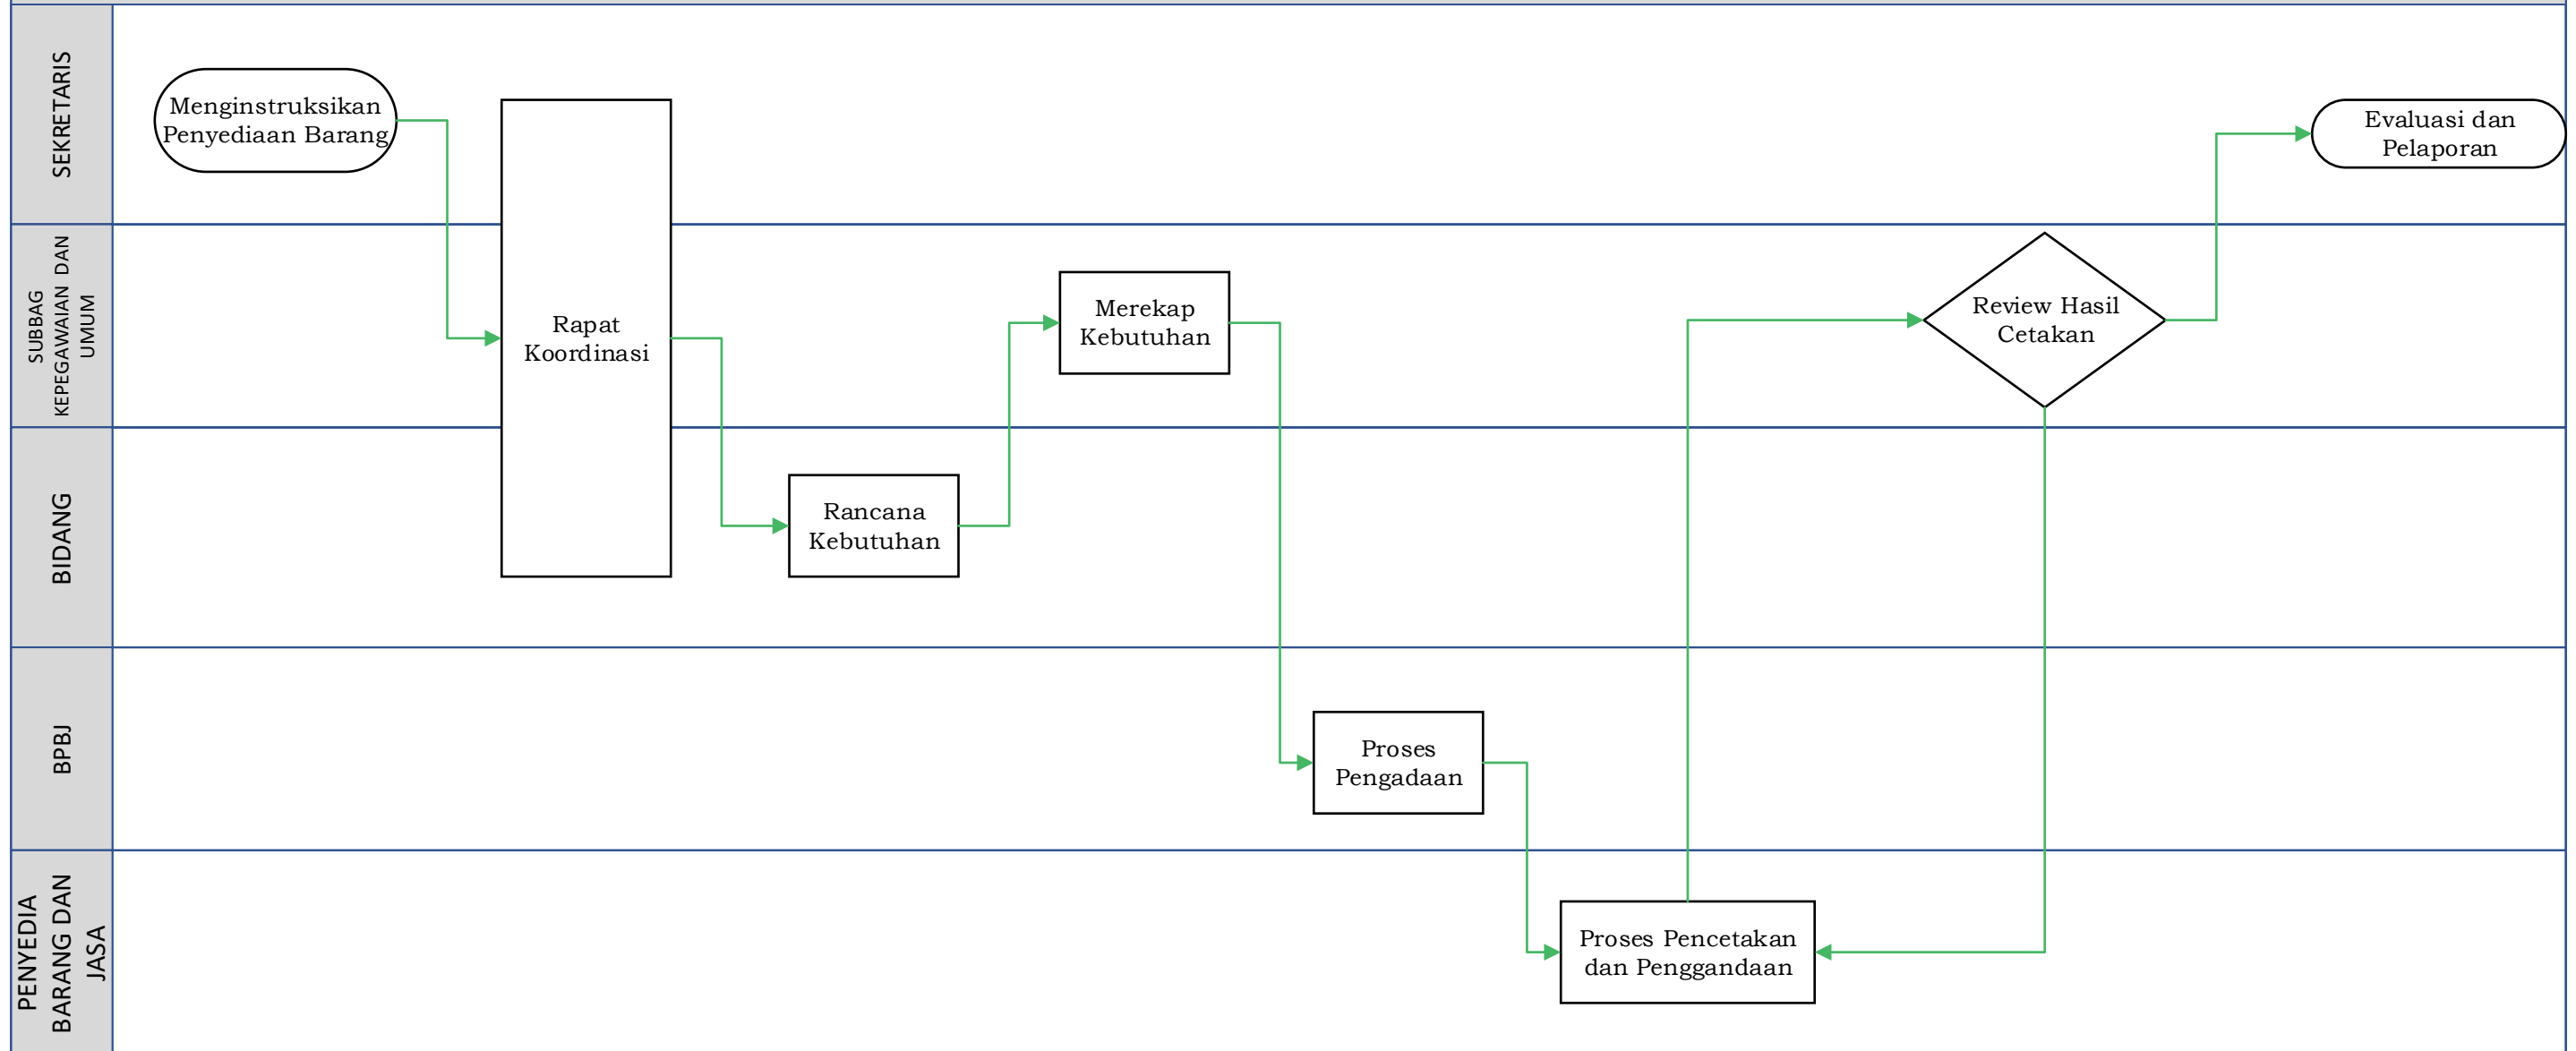 SEKRETARIS
Menginstruksikan
Penyediaan Barang
Evaluasi dan
Pelaporan
SUBBAG
KEPEGAWAIAN DAN
UMUM
Rapat
Koordinasi
Merekap
Kebutuhan
Review Hasil
Cetakan
BIDANG
Rancana
Kebutuhan
BPBJ
Proses
Pengadaan
PENYEDIA
BARANG DAN
JASA
Proses Pencetakan
dan Penggandaan